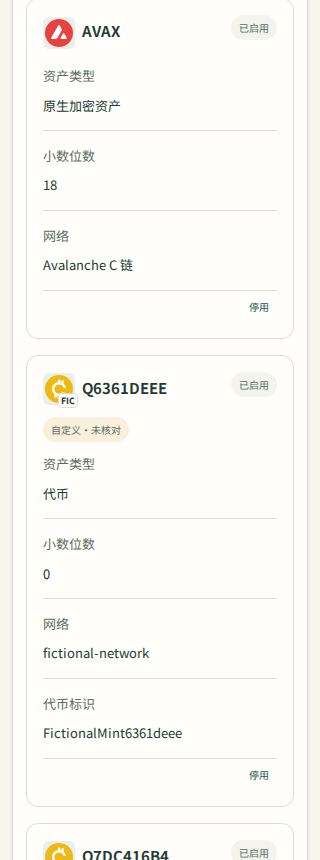 AVAX
已启用
资产类型
原生加密资产
小数位数
18
网络
Avalanche C 链
停用
FIC
Q6361DEEE
已启用
自定义・未核对
资产类型
代币
小数位数
0
网络
fictional-network
代币标识
FictionalMint6361deee
停用
Q7DC416B4
已启用